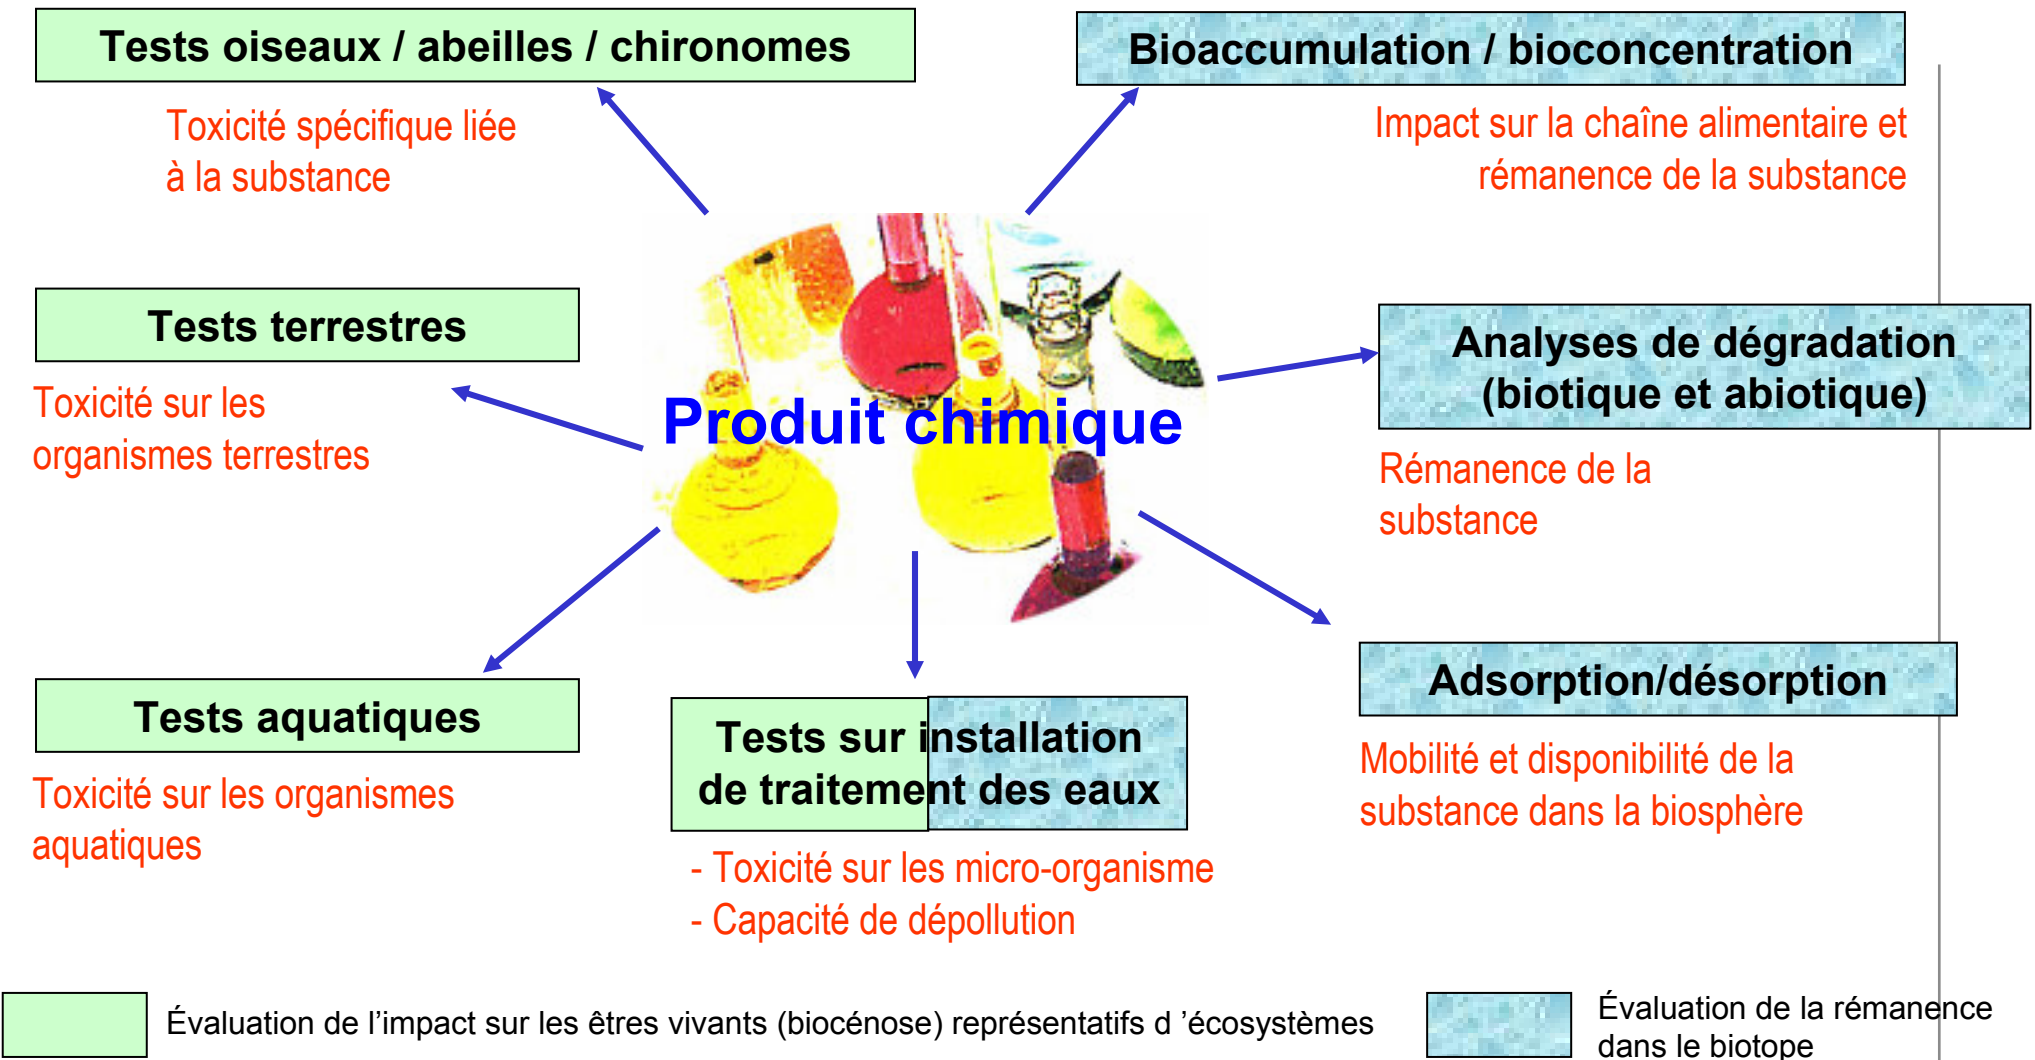 Tests oiseaux / abeilles / chironomes
Toxicité spécifique liée
à la substance
Bioaccumulation / bioconcentration
Impact sur la chaîne alimentaire et
rémanence de la substance
Tests terrestres
Toxicité sur les
organismes terrestres
Produit chimique
Analyses de dégradation
(biotique et abiotique)
Rémanence de la
substance
Tests aquatiques
Toxicité sur les organismes
aquatiques
Tests sur installation
de traitement des eaux
- Toxicité sur les micro-organisme
- Capacité de dépollution
Adsorption/désorption
Mobilité et disponibilité de la
substance dans la biosphère
Évaluation de l’impact sur les êtres vivants (biocénose) représentatifs d ’écosystèmes
Évaluation de la rémanence
dans le biotope